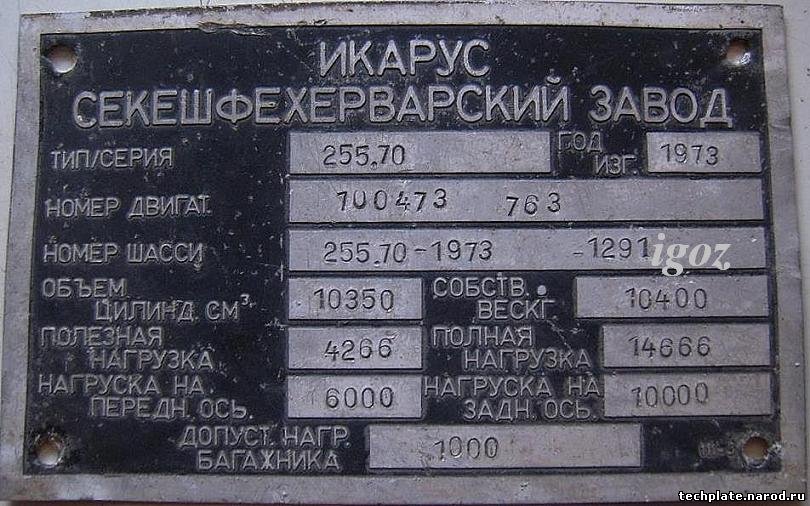 ИКАРУС
СЕКЕШФЕХЕРВАРСКИЙ ЗАВОД
ТИП/СЕРИЯ 255.70 ГОД ИЗГ. 1973
НОМЕР ДВИГАТ. 100473 763
НОМЕР ШАССИ 255.70-1973 -1291 igoz
ОБЪЕМ ЦИЛИНД. СМ³ 10350 СОБСТВ. ВЕСКГ. 10400
ПОЛЕЗНАЯ НАГРУЗКА 4266 ПОЛНАЯ НАГРУЗКА 14666
НАГРУСКА НА ПЕРЕДН. ОСЬ. 6000 НАГРУСКА НА ЗАДН. ОСЬ. 10000
ДОПУСТ. НАГР. БАГАЖНИКА 1000
techplate.narod.ru